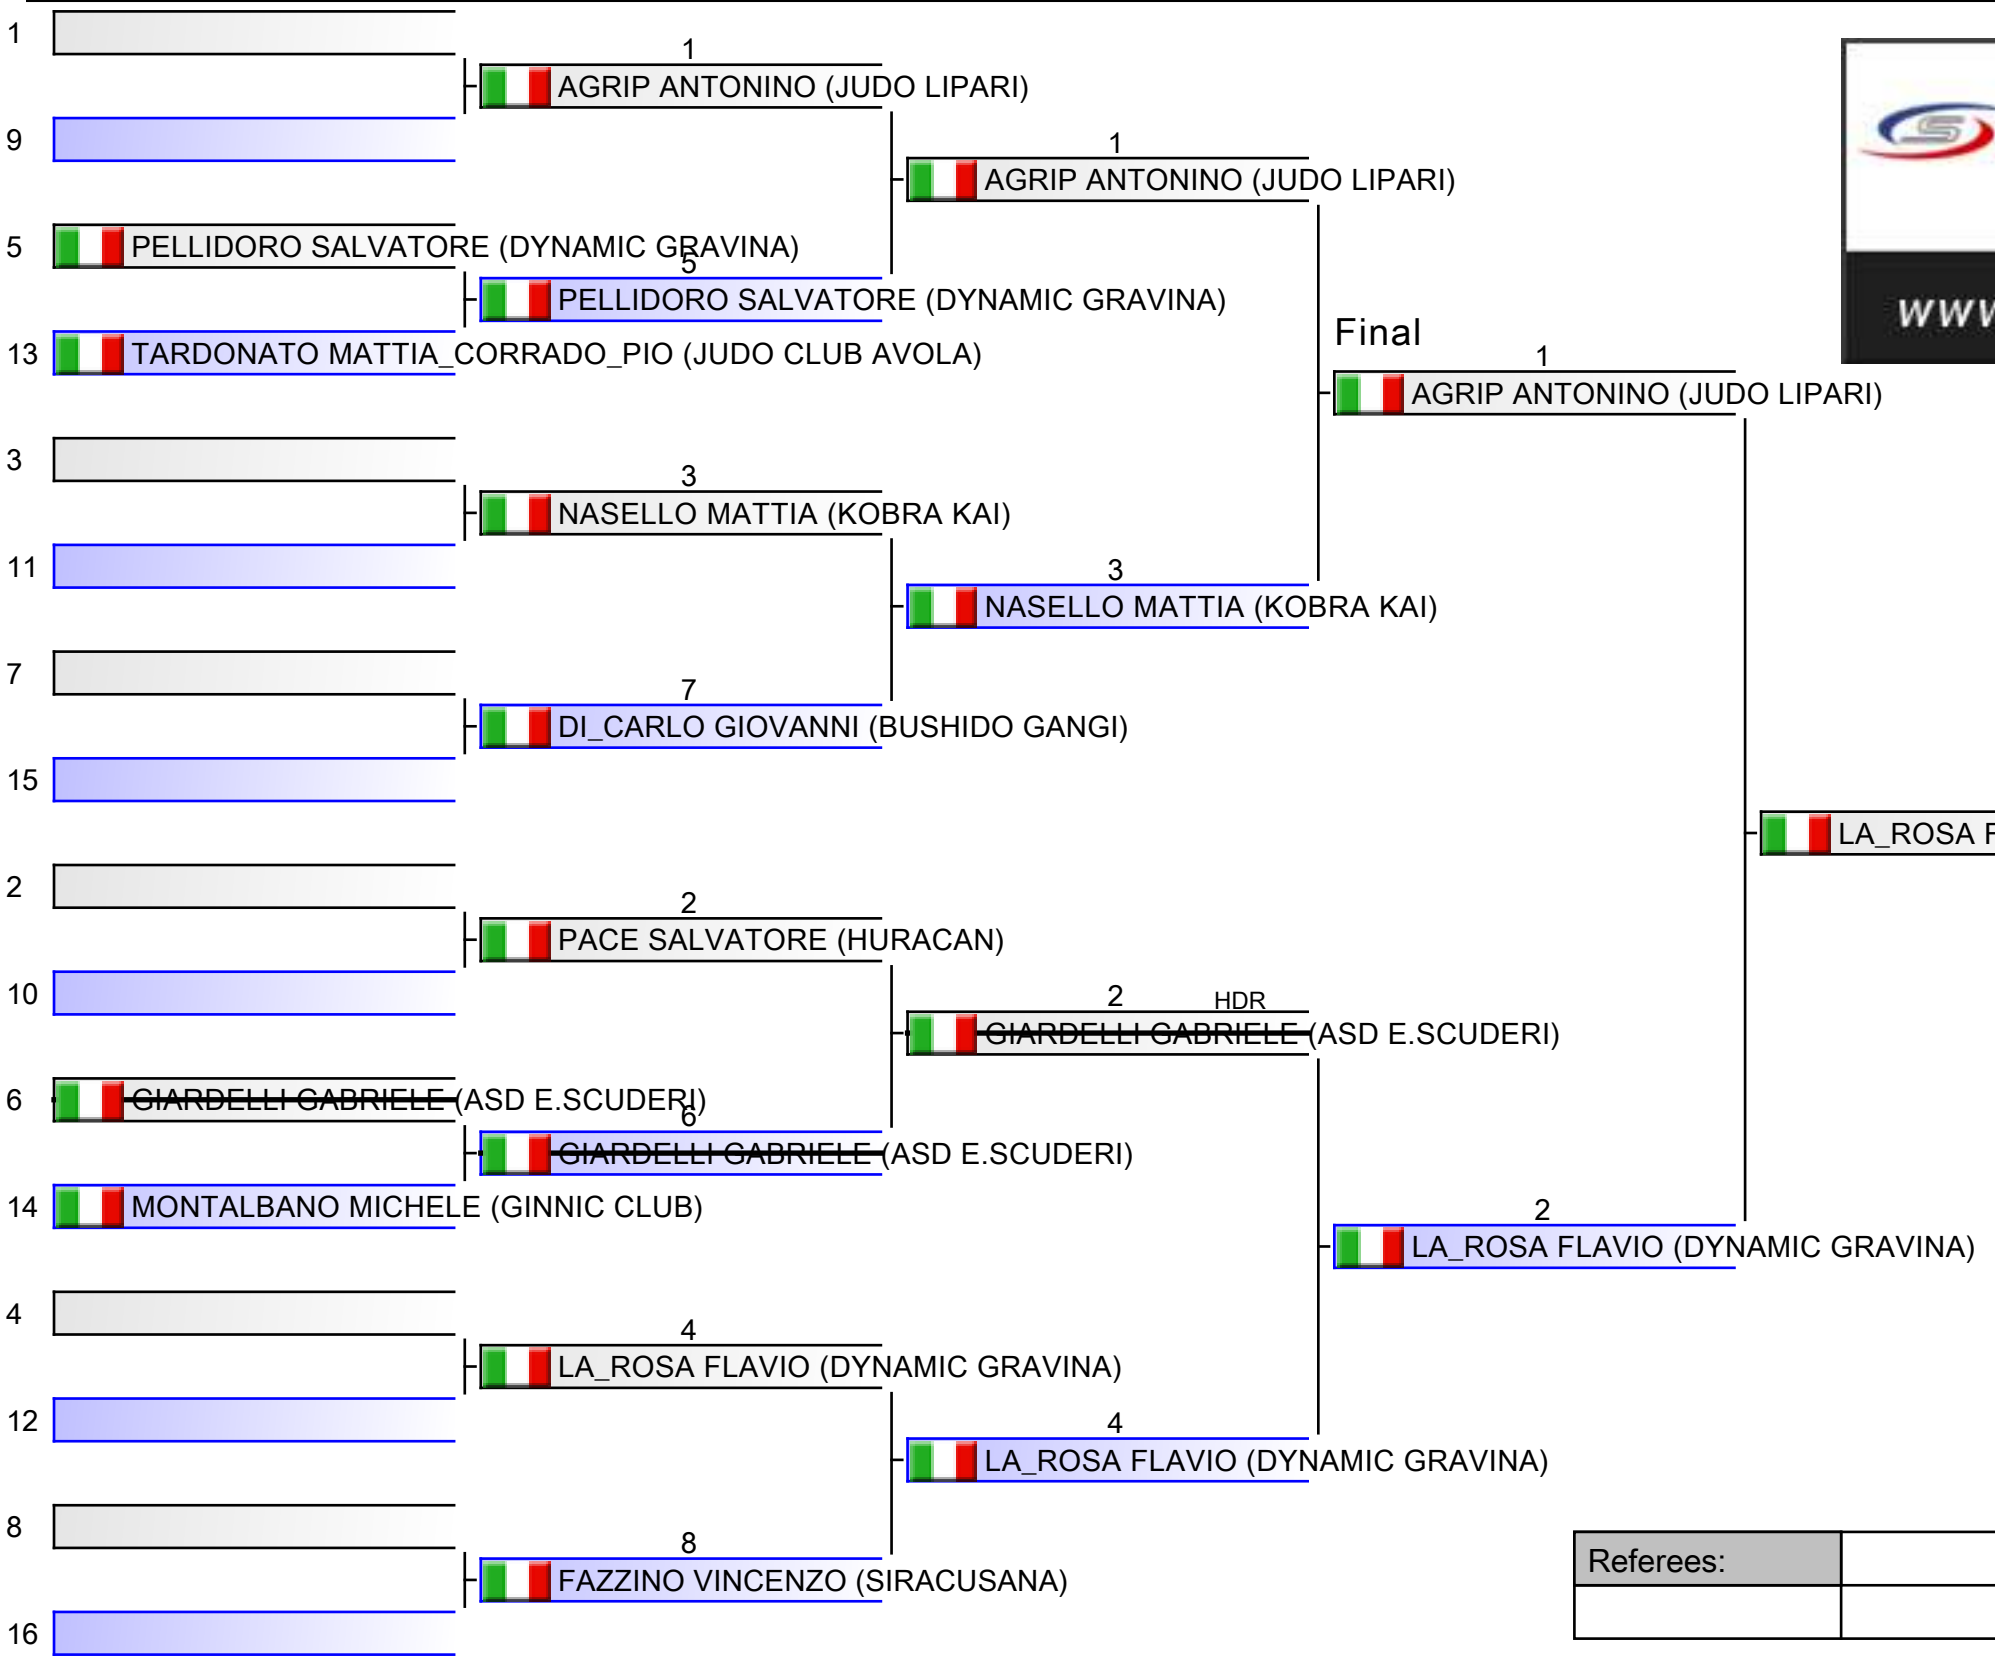 1
1
AGRIP ANTONINO (JUDO LIPARI)
9
1
AGRIP ANTONINO (JUDO LIPARI)
5
PELLIDORO SALVATORE (DYNAMIC GRAVINA)
5
PELLIDORO SALVATORE (DYNAMIC GRAVINA)
13
TARDONATO MATTIA_CORRADO_PIO (JUDO CLUB AVOLA)
www
Final
1
AGRIP ANTONINO (JUDO LIPARI)
3
3
NASELLO MATTIA (KOBRA KAI)
11
3
NASELLO MATTIA (KOBRA KAI)
7
7
DI_CARLO GIOVANNI (BUSHIDO GANGI)
15
LA_ROSA F
2
2
PACE SALVATORE (HURACAN)
10
2 HDR
GIARDELLI GABRIELE (ASD E.SCUDERI)
6
GIARDELLI GABRIELE (ASD E.SCUDERI)
6
GIARDELLI GABRIELE (ASD E.SCUDERI)
14
MONTALBANO MICHELE (GINNIC CLUB)
2
LA_ROSA FLAVIO (DYNAMIC GRAVINA)
4
4
LA_ROSA FLAVIO (DYNAMIC GRAVINA)
12
4
LA_ROSA FLAVIO (DYNAMIC GRAVINA)
8
8
FAZZINO VINCENZO (SIRACUSANA)
16
Referees: